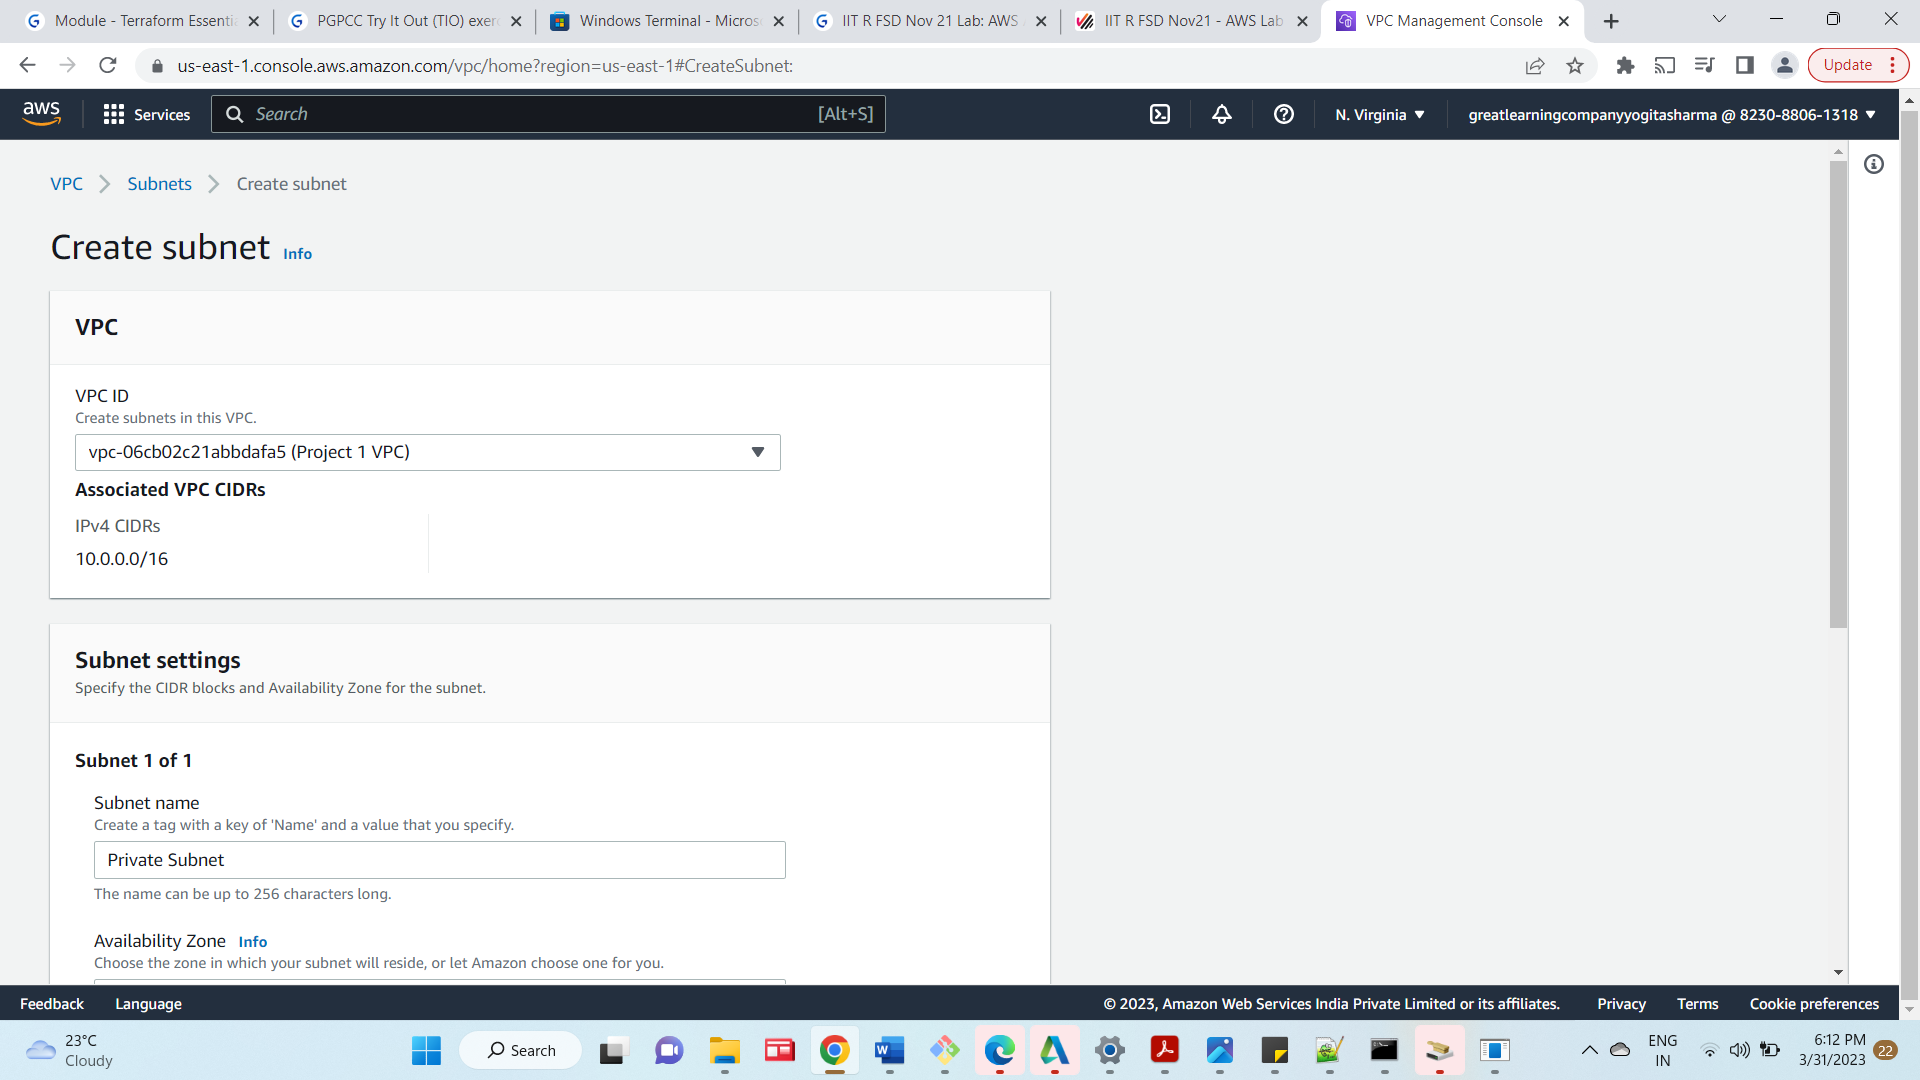 Module - Terraform Essenti
PGPCC Try It Out (TIO) exer
Windows Terminal - Micros
IIT R FSD Nov 21 Lab: AWS
IIT R FSD Nov21 - AWS Lab
VPC Management Console
us-east-1.console.aws.amazon.com/vpc/home?region=us-east-1#CreateSubnet:
Update
aws
Services
Search
[Alt+S]
N. Virginia
greatlearningcompanyyogitasharma @ 8230-8806-1318
VPC
Subnets
Create subnet
Create subnet Info
VPC
VPC ID
Create subnets in this VPC.
vpc-06cb02c21abbdafa5 (Project 1 VPC)
Associated VPC CIDRs
IPv4 CIDRs
10.0.0.0/16
Subnet settings
Specify the CIDR blocks and Availability Zone for the subnet.
Subnet 1 of 1
Subnet name
Create a tag with a key of 'Name' and a value that you specify.
Private Subnet
The name can be up to 256 characters long.
Availability Zone Info
Choose the zone in which your subnet will reside, or let Amazon choose one for you.
Feedback
Language
© 2023, Amazon Web Services India Private Limited or its affiliates.
Privacy
Terms
Cookie preferences
23°C
Cloudy
Search
ENG
IN
6:12 PM
3/31/2023
22